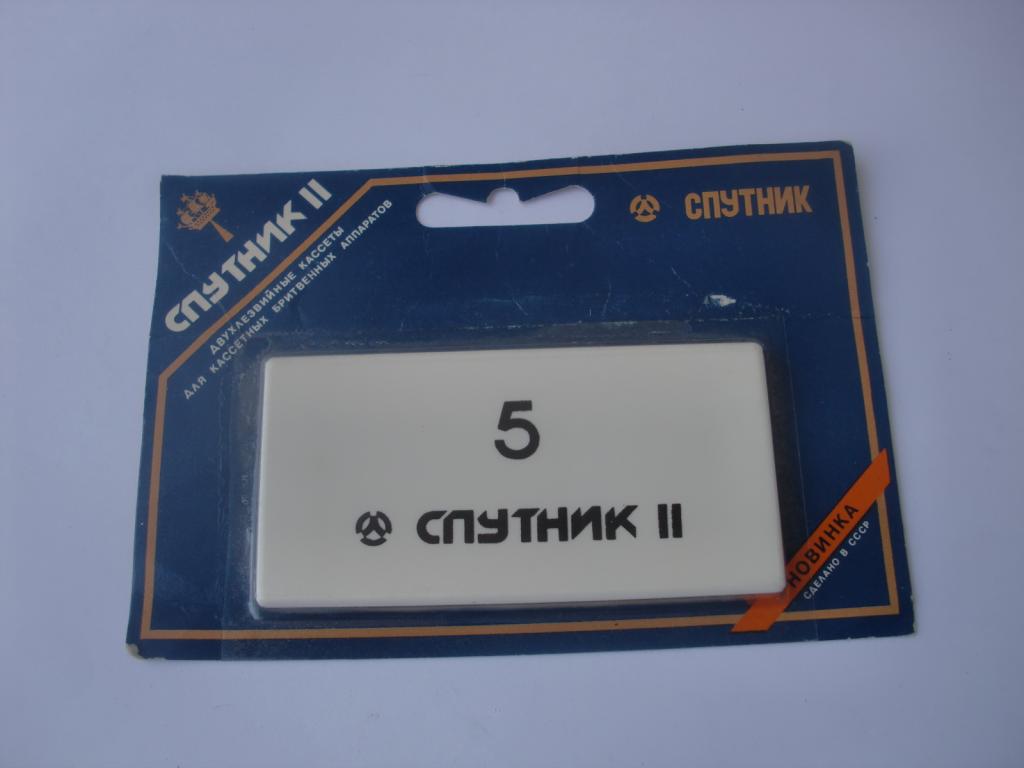 СПУТНИК II
ДВУХЛЕЗВИЙНЫЕ КАССЕТЫ
ДЛЯ КАССЕТНЫХ БРИТВЕННЫХ АППАРАТОВ
СПУТНИК
5
СПУТНИК II
НОВИНКА
СДЕЛАНО В СССР